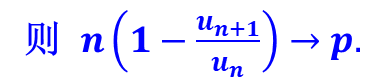 则 n(1 − u_{n+1}/u_n) → p.